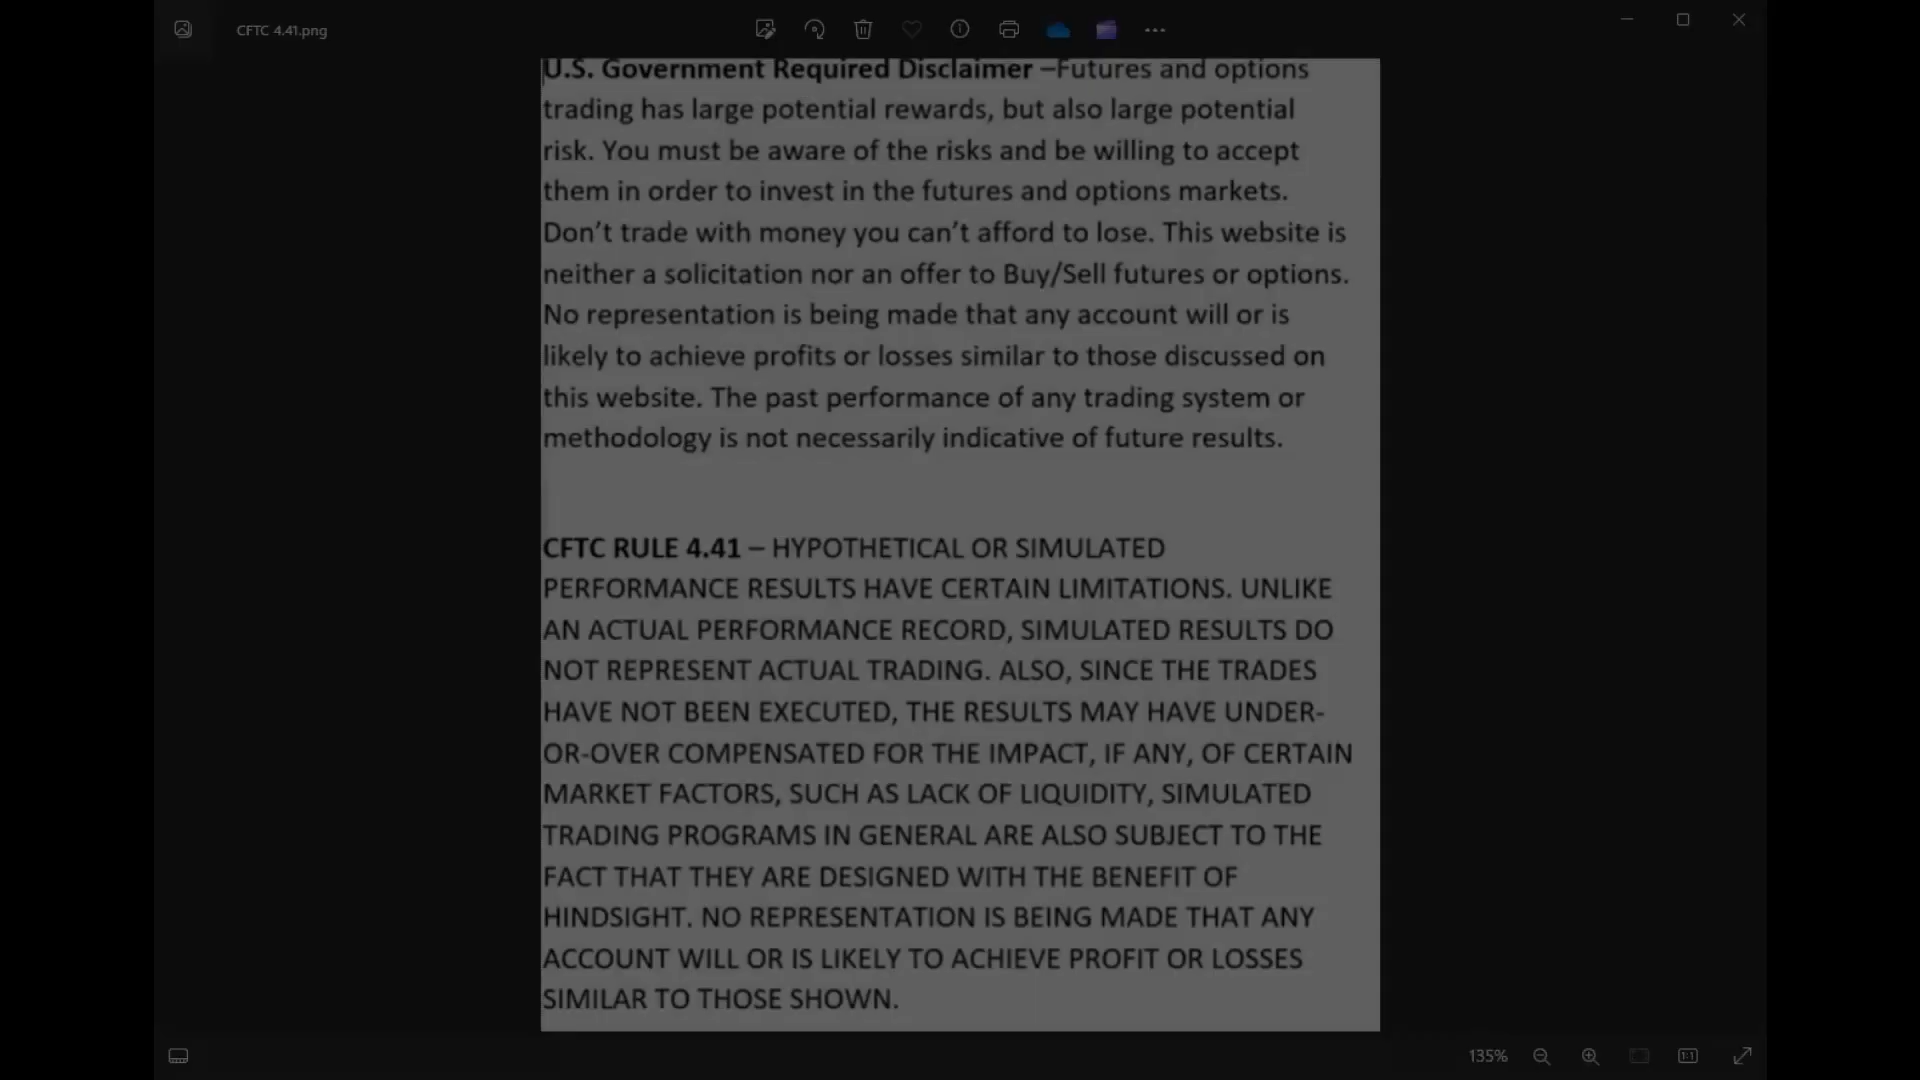 CFTC 4.41.png
U.S. Government Required Disclaimer –Futures and options
trading has large potential rewards, but also large potential
risk. You must be aware of the risks and be willing to accept
them in order to invest in the futures and options markets.
Don’t trade with money you can’t afford to lose. This website is
neither a solicitation nor an offer to Buy/Sell futures or options.
No representation is being made that any account will or is
likely to achieve profits or losses similar to those discussed on
this website. The past performance of any trading system or
methodology is not necessarily indicative of future results.
CFTC RULE 4.41 – HYPOTHETICAL OR SIMULATED
PERFORMANCE RESULTS HAVE CERTAIN LIMITATIONS. UNLIKE
AN ACTUAL PERFORMANCE RECORD, SIMULATED RESULTS DO
NOT REPRESENT ACTUAL TRADING. ALSO, SINCE THE TRADES
HAVE NOT BEEN EXECUTED, THE RESULTS MAY HAVE UNDER-
OR-OVER COMPENSATED FOR THE IMPACT, IF ANY, OF CERTAIN
MARKET FACTORS, SUCH AS LACK OF LIQUIDITY, SIMULATED
TRADING PROGRAMS IN GENERAL ARE ALSO SUBJECT TO THE
FACT THAT THEY ARE DESIGNED WITH THE BENEFIT OF
HINDSIGHT. NO REPRESENTATION IS BEING MADE THAT ANY
ACCOUNT WILL OR IS LIKELY TO ACHIEVE PROFIT OR LOSSES
SIMILAR TO THOSE SHOWN.
135%
1:1